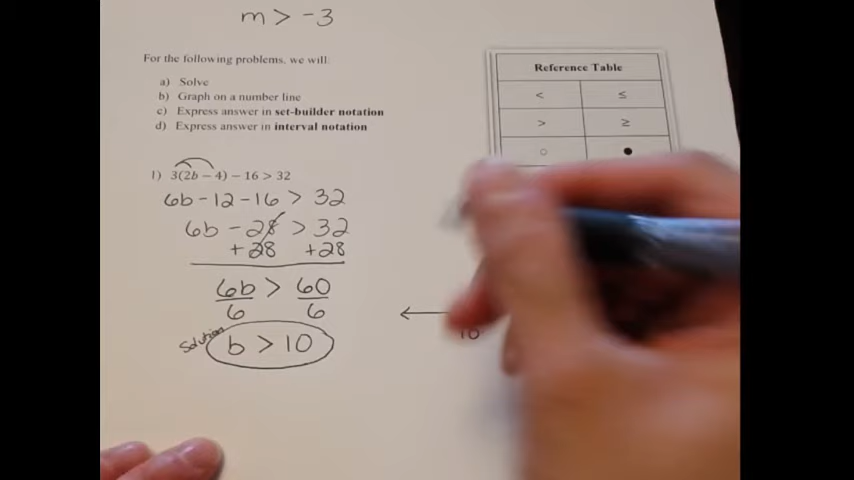 m > -3
For the following problems, we will:
a) Solve
b) Graph on a number line
c) Express answer in set-builder notation
d) Express answer in interval notation
Reference Table
< ≤
> ≥
○ ●
1) 3(2b - 4) - 16 > 32
6b - 12 - 16 > 32
6b - 28 > 32
+28 +28
6b > 60
6 6
Solution b > 10
10